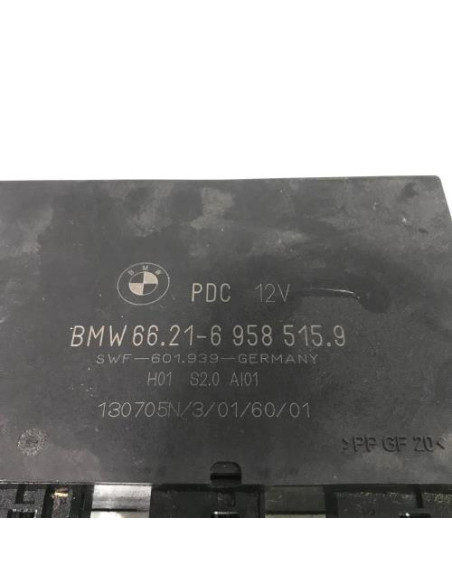 BMW
PDC 12V
BMW 66.21-6 958 515.9
SWF-601.939-GERMANY
H01 S2.0 AI01
130705N/3/01/60/01
>PP GF 20<